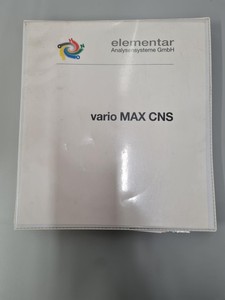 elementar
Analysensysteme GmbH
vario MAX CNS